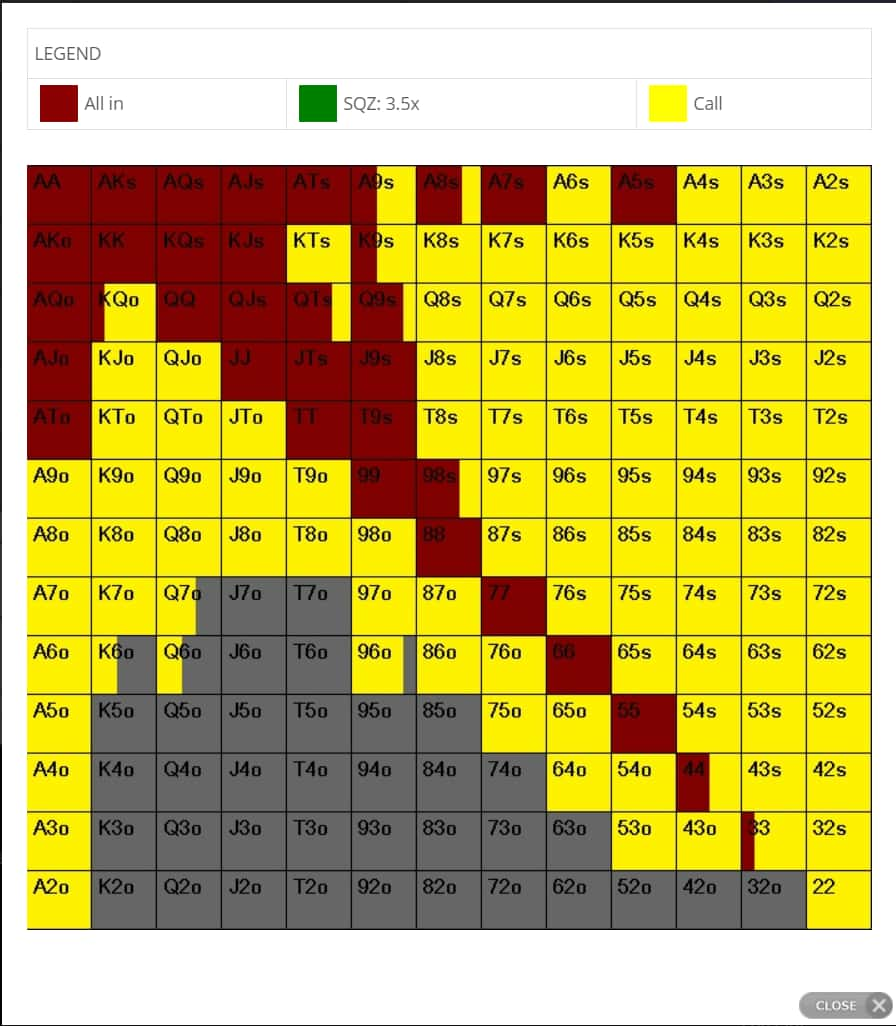 LEGEND
All in SQZ: 3.5x Call
AA AKs AQs AJs ATs A9s A8s A7s A6s A5s A4s A3s A2s
AKo KK KQs KJs KTs K9s K8s K7s K6s K5s K4s K3s K2s
AQo KQo QQ QJs QTs Q9s Q8s Q7s Q6s Q5s Q4s Q3s Q2s
AJo KJo QJo JJ JTs J9s J8s J7s J6s J5s J4s J3s J2s
ATo KTo QTo JTo TT T9s T8s T7s T6s T5s T4s T3s T2s
A9o K9o Q9o J9o T9o 99 98s 97s 96s 95s 94s 93s 92s
A8o K8o Q8o J8o T8o 98o 88 87s 86s 85s 84s 83s 82s
A7o K7o Q7o J7o T7o 97o 87o 77 76s 75s 74s 73s 72s
A6o K6o Q6o J6o T6o 96o 86o 76o 66 65s 64s 63s 62s
A5o K5o Q5o J5o T5o 95o 85o 75o 65o 55 54s 53s 52s
A4o K4o Q4o J4o T4o 94o 84o 74o 64o 54o 44 43s 42s
A3o K3o Q3o J3o T3o 93o 83o 73o 63o 53o 43o 33 32s
A2o K2o Q2o J2o T2o 92o 82o 72o 62o 52o 42o 32o 22
CLOSE